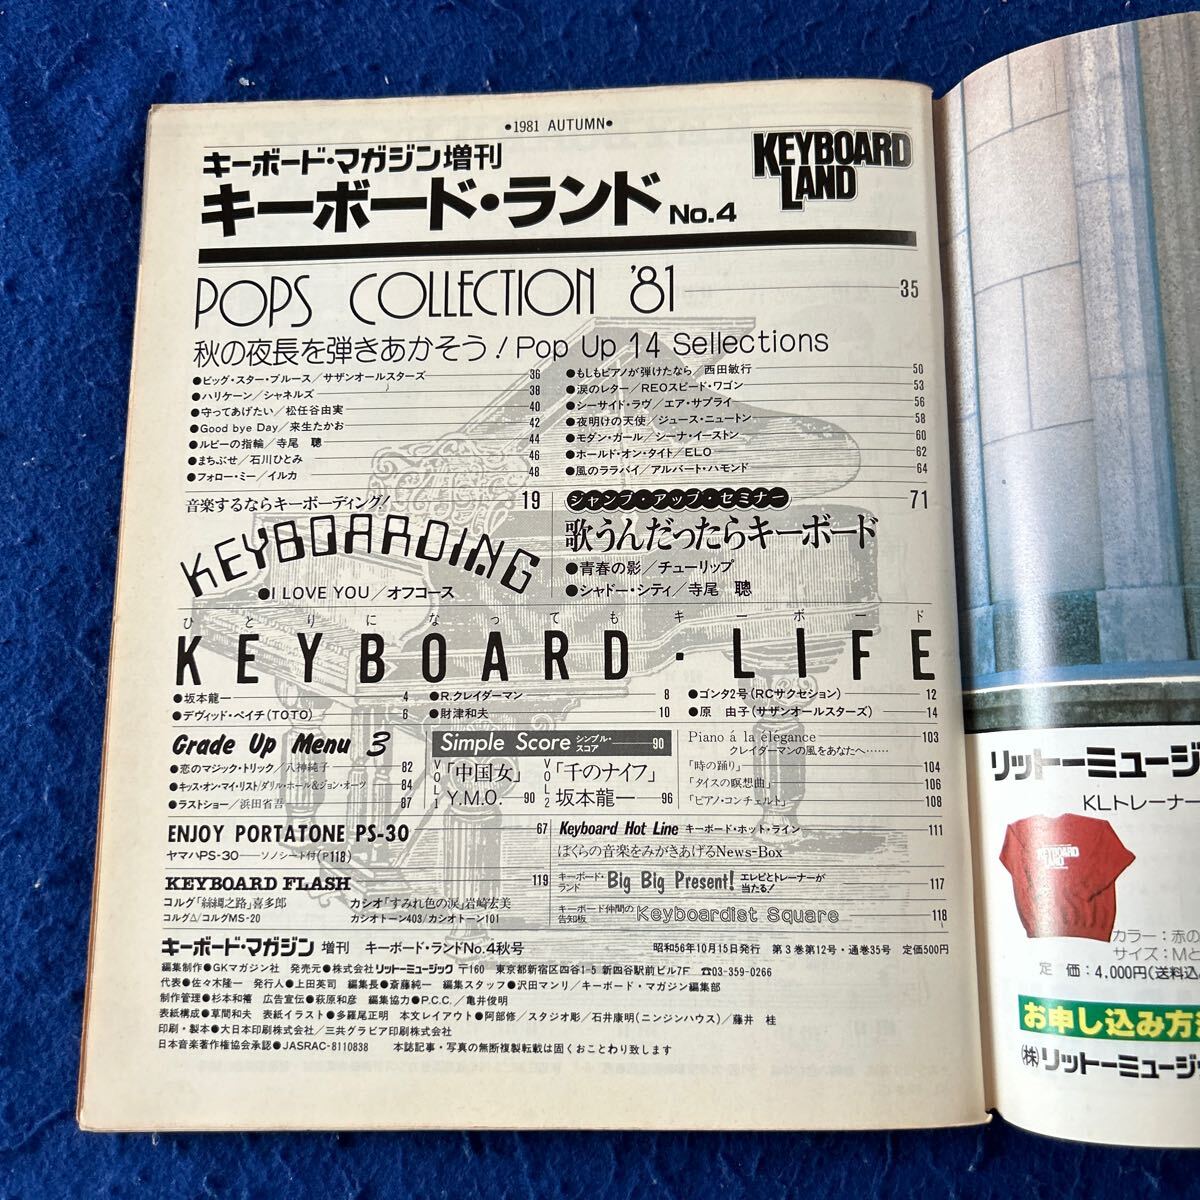 ●1981 AUTUMN●
キーボード・マガジン増刊
キーボード・ランド No.4
KEYBOARD LAND
POPS COLLECTION '81 35
秋の夜長を弾きあかそう!Pop Up 14 Sellections
●ビッグ・スター・ブルース/サザンオールスターズ 36
●ハリケーン/シャネルズ 38
●守ってあげたい/松任谷由実 40
●Good bye Day/来生たかお 42
●ルビーの指輪/寺尾 聰 44
●まちぶせ/石川ひとみ 46
●フォロー・ミー/イルカ 48
●もしもピアノが弾けたなら/西田敏行 50
●涙のレター/REOスピード・ワゴン 53
●シーサイド・ラヴ/エア・サプライ 56
●夜明けの天使/ジュース・ニュートン 58
●モダン・ガール/シーナ・イーストン 60
●ホールド・オン・タイト/ELO 62
●風のララバイ/アルバート・ハモンド 64
音楽するならキーボーディング! 19
KEYBOARDING
●I LOVE YOU/オフコース
ジャンプ・アップ・セミナー 71
歌うんだったらキーボード
●青春の影/チューリップ
●シャドー・シティ/寺尾 聰
ひとりになってもキーボード
KEYBOARD・LIFE
●坂本龍一 4
●デヴィッド・ペイチ(TOTO) 6
●R.クレイダーマン 8
●財津和夫 10
●ゴンタ2号(RCサクセション) 12
●原 由子(サザンオールスターズ) 14
Grade Up Menu 3
●恋のマジック・トリック/八神純子 82
●キッス・オン・マイ・リスト/ダリル・ホール&ジョン・オーツ 84
●ラストショー/浜田省吾 87
Simple Score シンプル・スコア 90
VOL1 「中国女」 Y.M.O. 90
VOL2 「千のナイフ」 坂本龍一 96
Piano á la élégance 103
クレイダーマンの風をあなたへ……
「時の踊り」 104
「タイスの瞑想曲」 106
「ピアノ・コンチェルト」 108
ENJOY PORTATONE PS-30 67
ヤマハPS-30──ソノシート付(P118)
Keyboard Hot Line キーボード・ホット・ライン 111
ぼくらの音楽をみがきあげるNews-Box
KEYBOARD FLASH 119
コルグ「絲綢之路」喜多郎
コルグΔ/コルグMS-20
カシオ「すみれ色の涙」岩崎宏美
カシオトーン403/カシオトーン101
キーボード・ランド Big Big Present! エレピとトレーナーが当たる! 117
キーボード仲間の告知板 Keyboardist Square 118
キーボード・マガジン 増刊 キーボード・ランドNo.4秋号 昭和56年10月15日発行 第3巻第12号・通巻35号 定価500円
編集制作●GKマガジン社 発売元●株式会社リットーミュージック 〒160 東京都新宿区四谷1-5 新四谷駅前ビル7F ☎03-359-0266
代表●佐々木隆一 発行人●上田英司 編集長●斎藤純一 編集スタッフ●沢田マンリ/キーボード・マガジン編集部
広告宣伝●萩原和彦 編集協力●P.C.C./亀井俊明
表紙構成●草間和夫 表紙イラスト●多羅尾正明 本文レイアウト●阿部修/スタジオ彫/石井康明(ニンジンハウス)/藤井 桂
印刷・製本●大日本印刷株式会社/三共グラビア印刷株式会社
日本音楽著作権協会承認●JASRAC-8110838 本誌記事・写真の無断複製転載は固くおことわり致します
リットーミュージ
KLトレーナー
KEYBOARD LAND
カラー:赤の
サイズ:Mと
定 価:4,000円(送料込
お申し込み方
㈱リットーミュージ